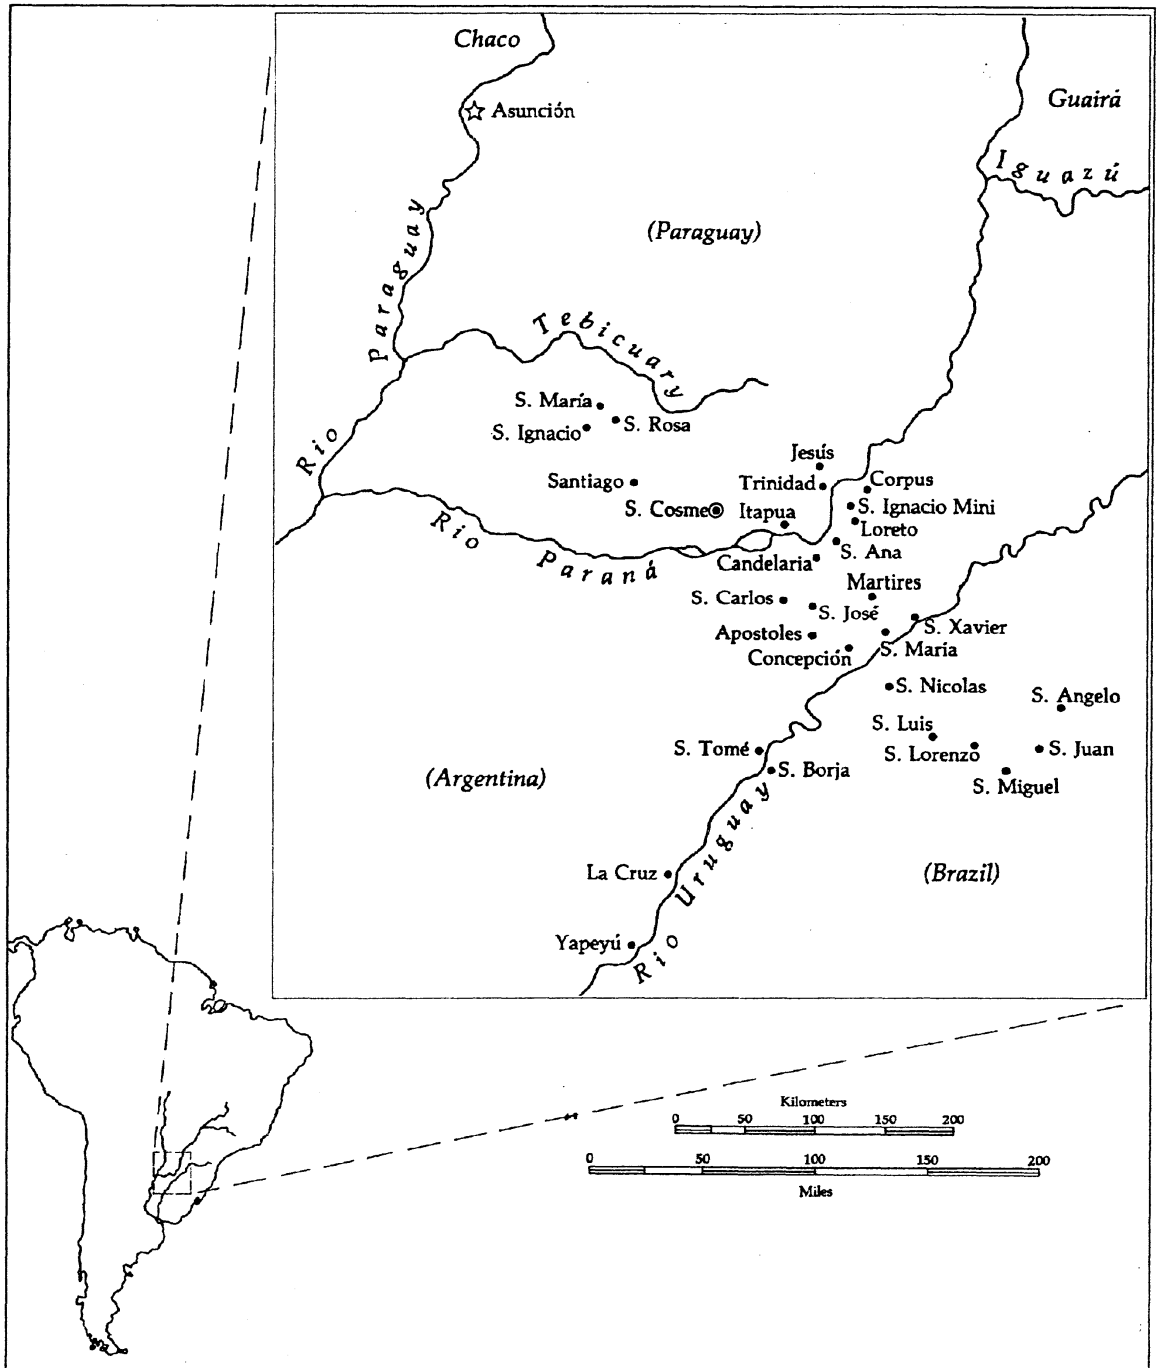 Chaco
Asunción
Guairá
Iguazú
(Paraguay)
Rio Paraguay
Tebicuary
S. María
S. Rosa
S. Ignacio
Jesús
Santiago
Trinidad
Corpus
S. Cosme
Itapua
S. Ignacio Mini
Loreto
Rio Paraná
S. Ana
Candelaria
Martires
S. Carlos
S. José
S. Xavier
Apostoles
S. María
Concepción
S. Nicolas
S. Angelo
S. Luis
S. Tomé
S. Lorenzo
S. Juan
(Argentina)
S. Borja
S. Miguel
Rio Uruguay
La Cruz
(Brazil)
Yapeyú
Kilometers
0 50 100 150 200
0 50 100 150 200
Miles